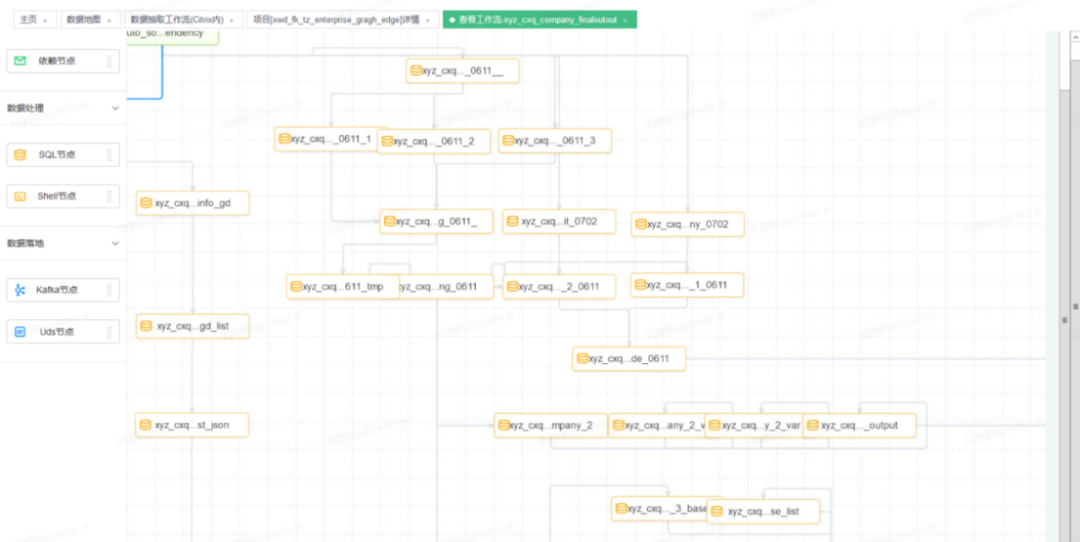 主页 ×
数据地图 ×
数据抽取工作流(Citrix内) ×
项目[xwd_fk_tz_enterprise_gragh_edge]详情 ×
查看工作流-xyz_cxq_company_finaloutout ×
uto_so...endency
依赖节点
数据处理
SQL节点
Shell节点
数据落地
Kafka节点
Uds节点
xyz_cxq..._0611__
xyz_cxq..._0611_1
xyz_cxq..._0611_2
xyz_cxq..._0611_3
xyz_cxq...info_gd
xyz_cxq...g_0611_
xyz_cxq...it_0702
xyz_cxq...ny_0702
xyz_cxq...611_tmp
xyz_cxq...ng_0611
xyz_cxq..._2_0611
xyz_cxq..._1_0611
xyz_cxq...gd_list
xyz_cxq...de_0611
xyz_cxq...st_json
xyz_cxq...mpany_2
xyz_cxq...any_2_v
xyz_cxq...y_2_var
xyz_cxq..._output
xyz_cxq..._3_base
xyz_cxq...se_list